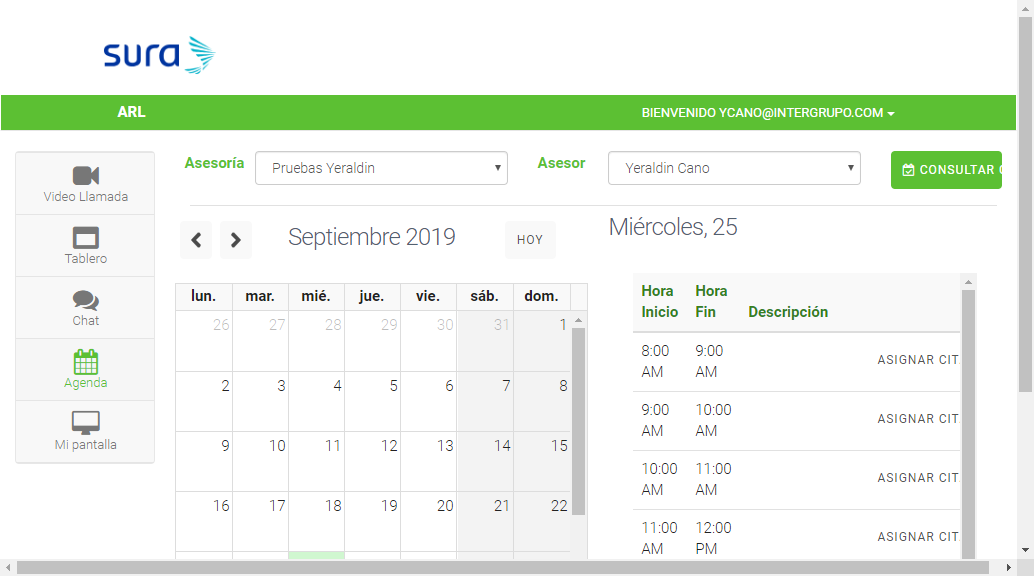 sura
ARL
BIENVENIDO YCANO@INTERGRUPO.COM
Video Llamada
Tablero
Chat
Agenda
Mi pantalla
Asesoría
Pruebas Yeraldin
Asesor
Yeraldin Cano
CONSULTAR
Septiembre 2019
HOY
lun. mar. mié. jue. vie. sáb. dom.
26 27 28 29 30 31 1
2 3 4 5 6 7 8
9 10 11 12 13 14 15
16 17 18 19 20 21 22
Miércoles, 25
Hora Hora
Inicio Fin Descripción
8:00 9:00
AM AM ASIGNAR CIT
9:00 10:00
AM AM ASIGNAR CIT
10:00 11:00
AM AM ASIGNAR CIT
11:00 12:00
AM PM ASIGNAR CIT